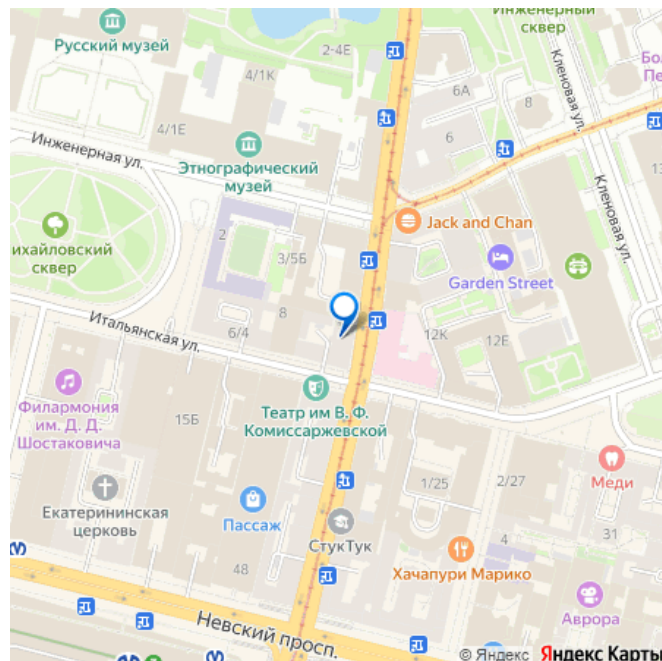 Инженерный
сквер
Русский музей
2-4Е
4/1К
6А
Кленовая ул.
Бол
Пе
8
6
4/1Е
13
Инженерная ул.
Этнографический
музей
Кленовая ул.
Jack and Chan
ихайловский
сквер
2
3/5Б
Garden Street
8
Итальянская ул.
6/4
12К
12Е
Филармония
им. Д. Д.
Шостаковича
15Б
Театр им В. Ф.
Комиссаржевской
1/25
2/27
Меди
Екатерининская
церковь
Пассаж
СтукТук
31
4
48
Хачапури Марико
Аврора
Невский просп.
© Яндекс Яндекс Карты